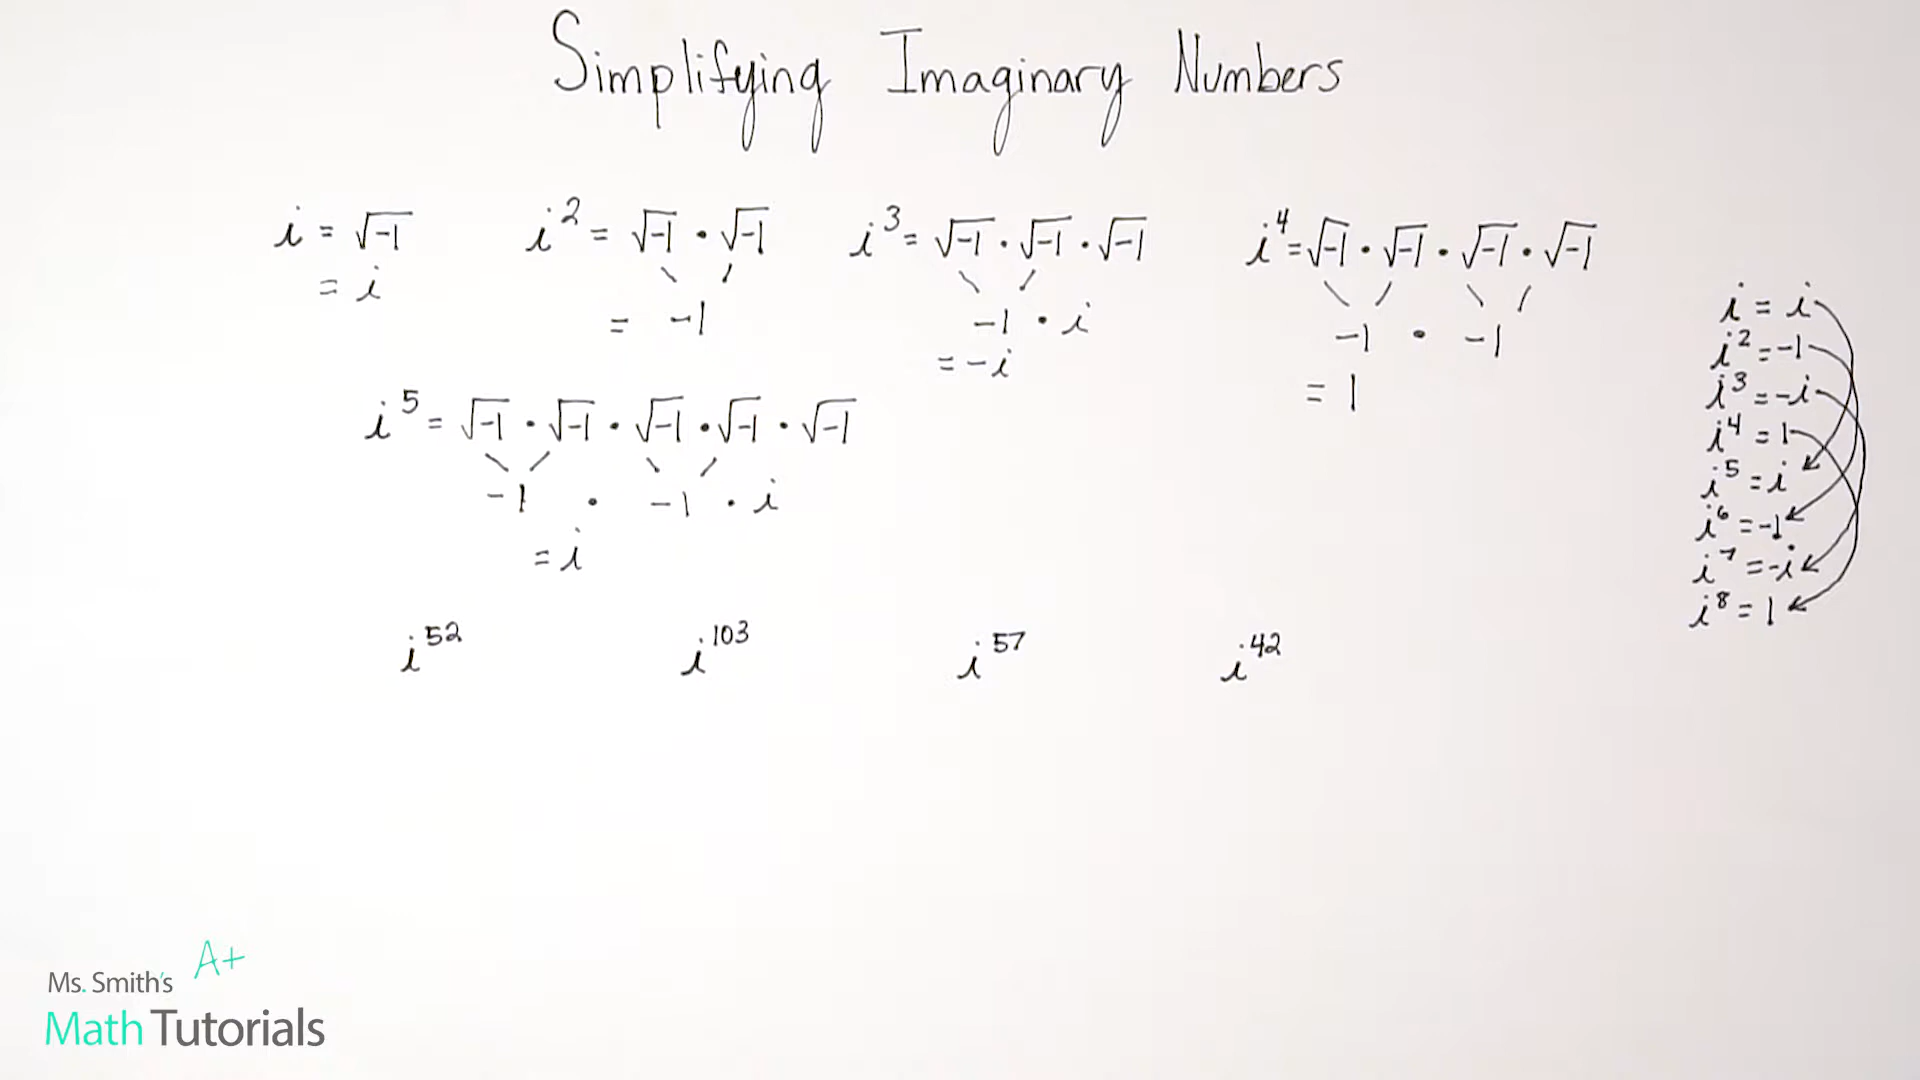 Simplifying Imaginary Numbers
i = √-1
= i
i² = √-1 · √-1
= -1
i³ = √-1 · √-1 · √-1
-1 · i
= -i
i⁴ = √-1 · √-1 · √-1 · √-1
-1 · -1
= 1
i⁵ = √-1 · √-1 · √-1 · √-1 · √-1
-1 · -1 · i
= i
i = i
i² = -1
i³ = -i
i⁴ = 1
i⁵ = i
i⁶ = -1
i⁷ = -i
i⁸ = 1
i⁵² i¹⁰³ i⁵⁷ i⁴²
Ms. Smith's A+
Math Tutorials